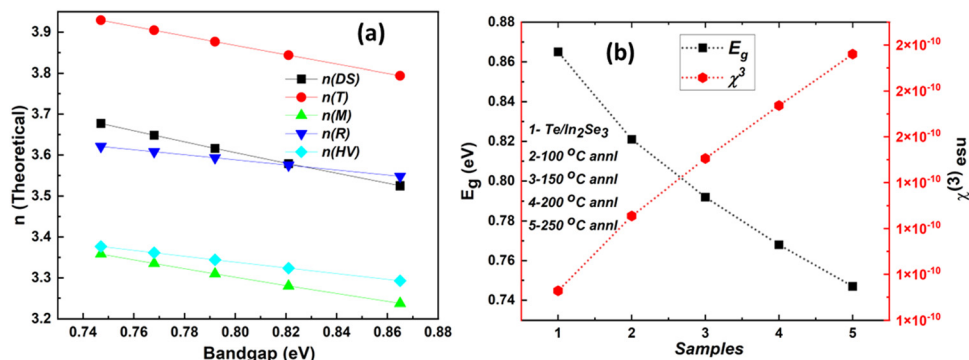 (a)
n (Theoretical)
3.9
3.8
3.7
3.6
3.5
3.4
3.3
3.2
n(DS)
n(T)
n(M)
n(R)
n(HV)
0.74 0.76 0.78 0.80 0.82 0.84 0.86 0.88
Bandgap (eV)
(b)
E_g (eV)
0.88
0.86
0.84
0.82
0.80
0.78
0.76
0.74
E_g
χ³
1- Te/In₂Se₃
2-100 °C annl
3-150 °C annl
4-200 °C annl
5-250 °C annl
1 2 3 4 5
Samples
2×10⁻¹⁰
2×10⁻¹⁰
2×10⁻¹⁰
1×10⁻¹⁰
1×10⁻¹⁰
1×10⁻¹⁰
1×10⁻¹⁰
χ⁽³⁾ esu